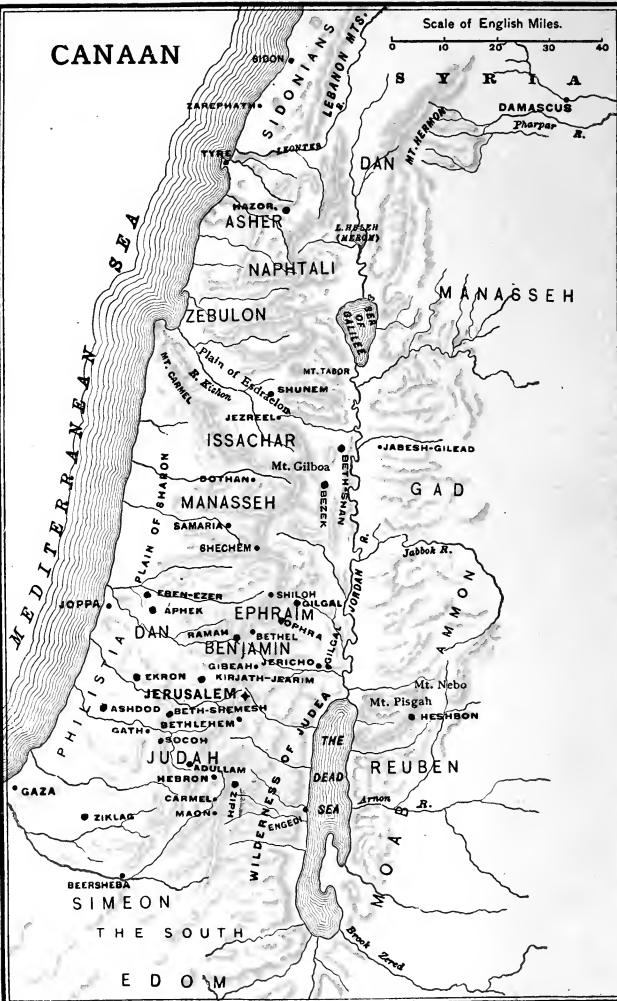 CANAAN
Scale of English Miles.
0 10 20 30 40
SIDON
SIDONIANS
LEBANON MTS.
SYRIA
DAMASCUS
Pharpar R.
ZAREPHATH
MT. HERMOM
TYRE
LEONTES
R.
DAN
HAZOR
ASHER
L. HULEH
(MEROM)
NAPHTALI
MANASSEH
ZEBULON
SEA OF GALILEE
MEDITERRANEAN SEA
MT. CARMEL
R. Kishon
Plain of Esdraelon
MT. TABOR
SHUNEM
JEZREEL
ISSACHAR
JABESH-GILEAD
BETH-SHAN
Mt. Gilboa
DOTHAN
BEZEK
GAD
PLAIN OF SHARON
MANASSEH
SAMARIA
SHECHEM
JORDAN R.
Jabbok R.
AMMON
EBEN-EZER
SHILOH
GILGAL
JOPPA
APHEK
EPHRAIM
OPHRA
DAN
RAMAH
BETHEL
BENJAMIN
GILGAL
GIBEAH
JERICHO
PHILISTIA
EKRON
KIRJATH-JEARIM
Mt. Nebo
JERUSALEM
Mt. Pisgah
ASHDOD
BETH-SHEMESH
HESHBON
BETHLEHEM
GATH
SOCOH
WILDERNESS OF JUDEA
THE DEAD SEA
JUDAH
ADULLAM
REUBEN
HEBRON
GAZA
CARMEL
ZIPH
Arnon R.
ZIKLAG
MAON
ENGEDI
MOAB
BEERSHEBA
SIMEON
THE SOUTH
Brook Zered
EDOM